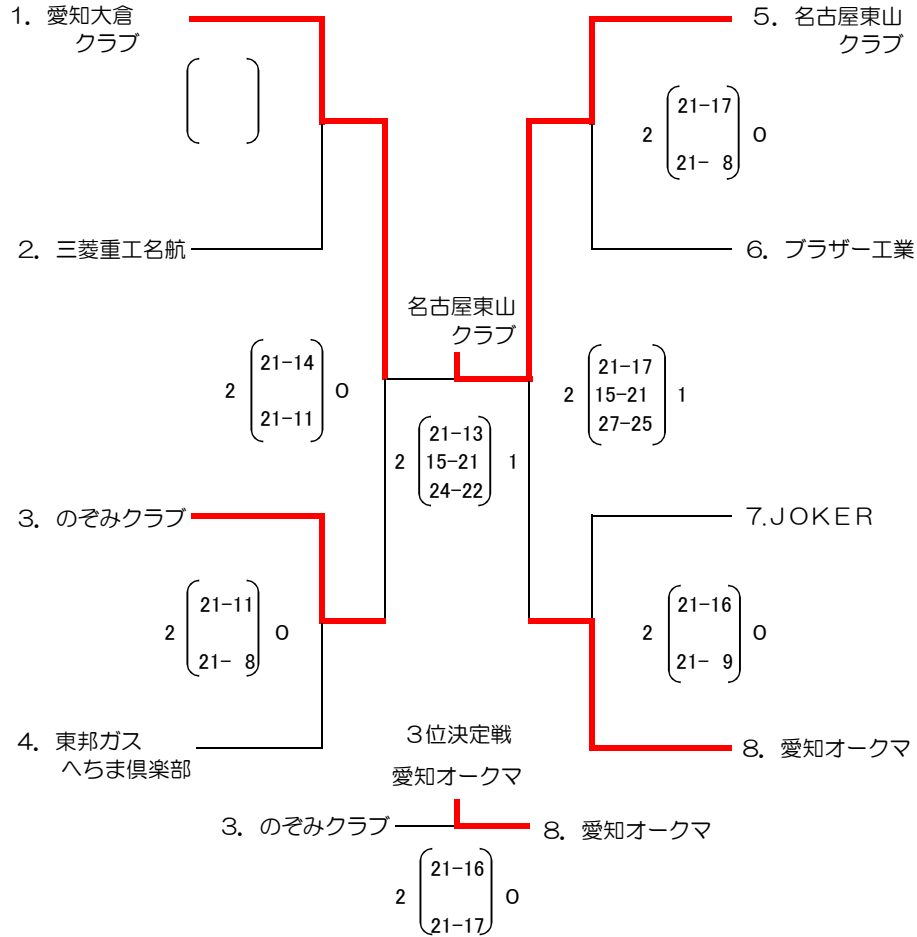 1. 愛知大倉
クラブ
5. 名古屋東山
クラブ
21-17
2 0
21- 8
2. 三菱重工名航
6. ブラザー工業
名古屋東山
クラブ
21-14
2 0
21-11
21-17
2 15-21 1
27-25
21-13
2 15-21 1
24-22
3. のぞみクラブ
7.JOKER
21-11
2 0
21- 8
21-16
2 0
21- 9
4. 東邦ガス
へちま倶楽部
8. 愛知オークマ
3位決定戦
愛知オークマ
3. のぞみクラブ
8. 愛知オークマ
21-16
2 0
21-17